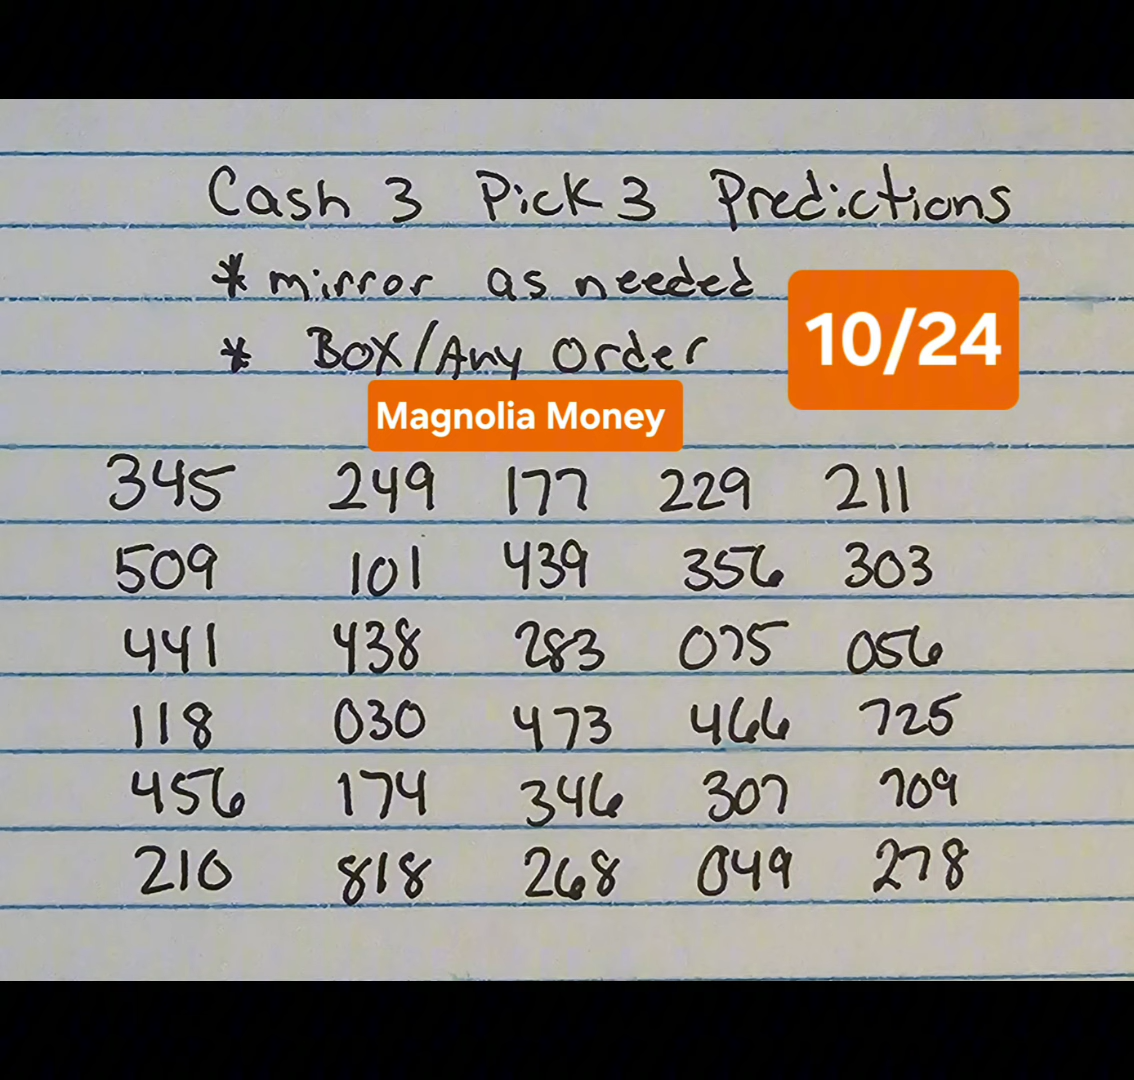 Cash 3 Pick 3 Predictions
* mirror as needed
* Box/Any Order
10/24
Magnolia Money
345 249 177 229 211
509 101 439 356 303
441 438 283 075 056
118 030 473 466 725
456 174 346 307 709
210 818 268 049 278